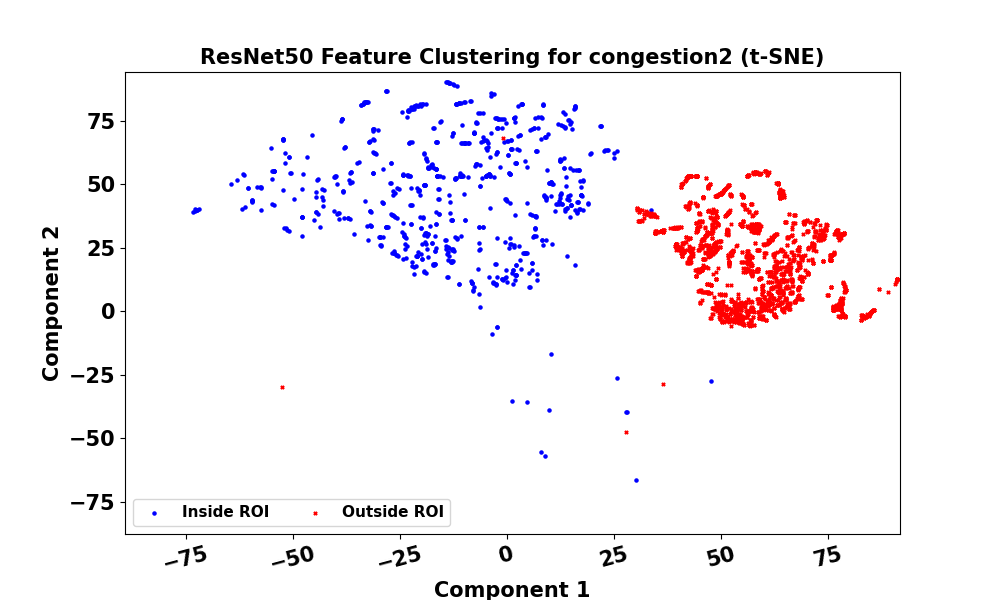 ResNet50 Feature Clustering for congestion2 (t-SNE)
Component 2
75
50
25
0
−25
−50
−75
Inside ROI
Outside ROI
−75
−50
−25
0
25
50
75
Component 1